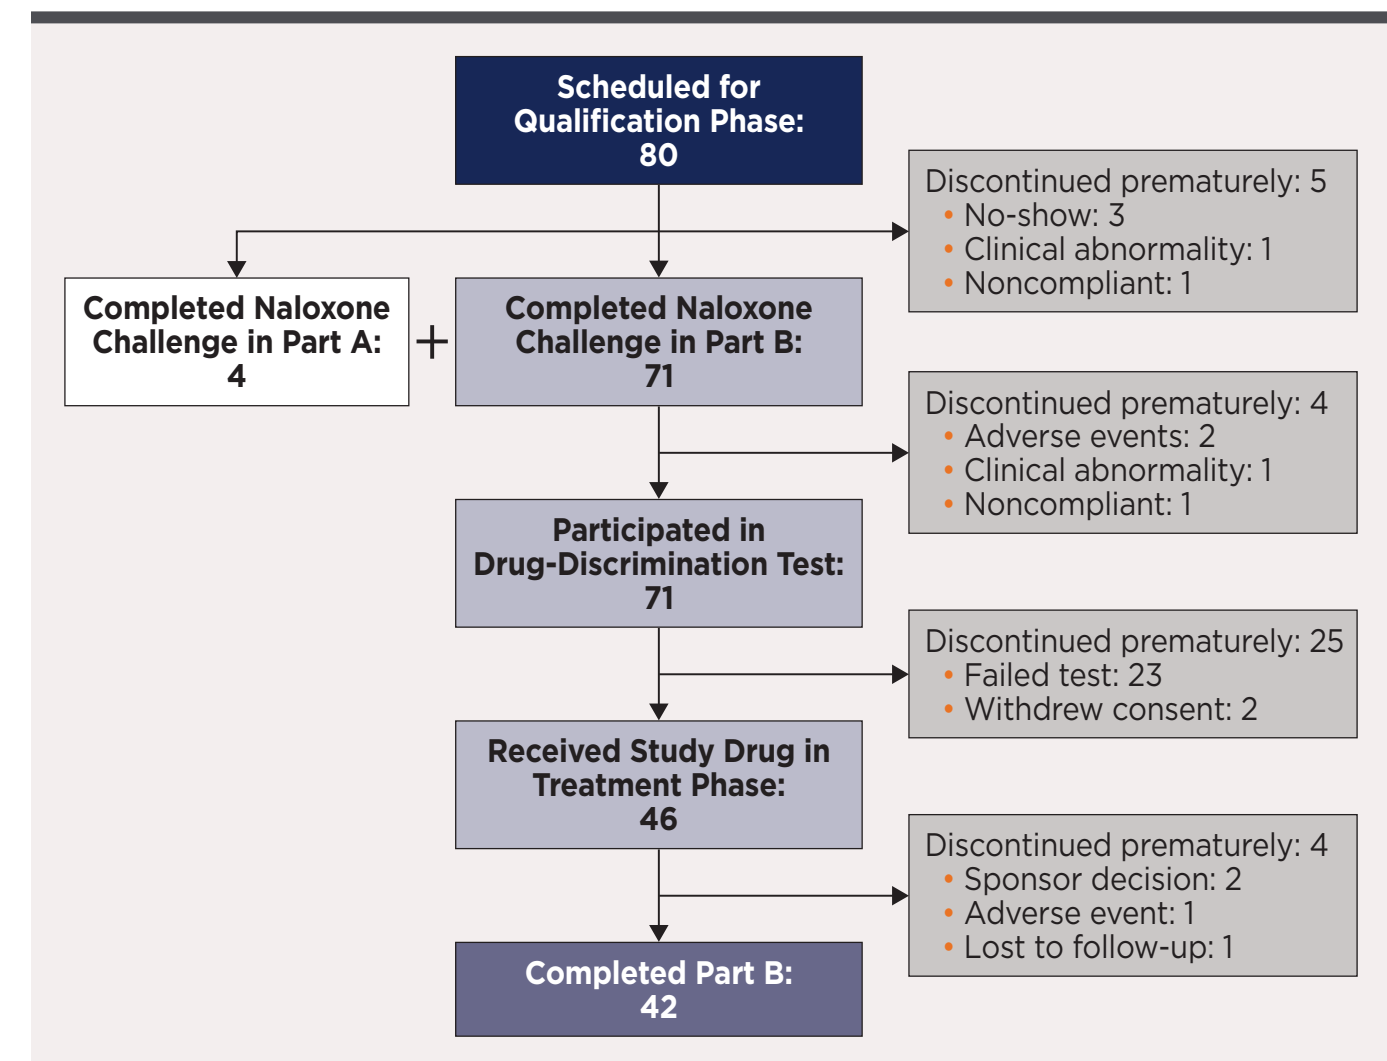 Scheduled for
Qualification Phase:
80
Discontinued prematurely: 5
• No-show: 3
• Clinical abnormality: 1
• Noncompliant: 1
Completed Naloxone
Challenge in Part A:
4
+
Completed Naloxone
Challenge in Part B:
71
Discontinued prematurely: 4
• Adverse events: 2
• Clinical abnormality: 1
• Noncompliant: 1
Participated in
Drug-Discrimination Test:
71
Discontinued prematurely: 25
• Failed test: 23
• Withdrew consent: 2
Received Study Drug in
Treatment Phase:
46
Discontinued prematurely: 4
• Sponsor decision: 2
• Adverse event: 1
• Lost to follow-up: 1
Completed Part B:
42